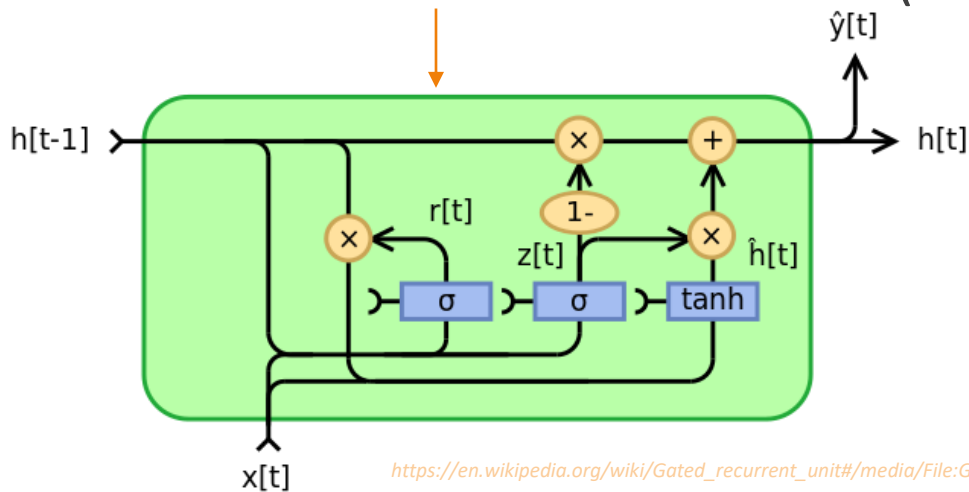 ŷ[t]
h[t-1]
×
+
h[t]
1-
r[t]
×
×
z[t]
ĥ[t]
σ
σ
tanh
x[t]
https://en.wikipedia.org/wiki/Gated_recurrent_unit#/media/File:G